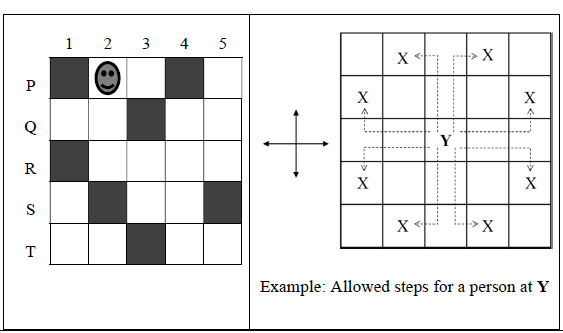 1 2 3 4 5
P
Q
R
S
T
X X
X X
Y
X X
X X
Example: Allowed steps for a person at Y